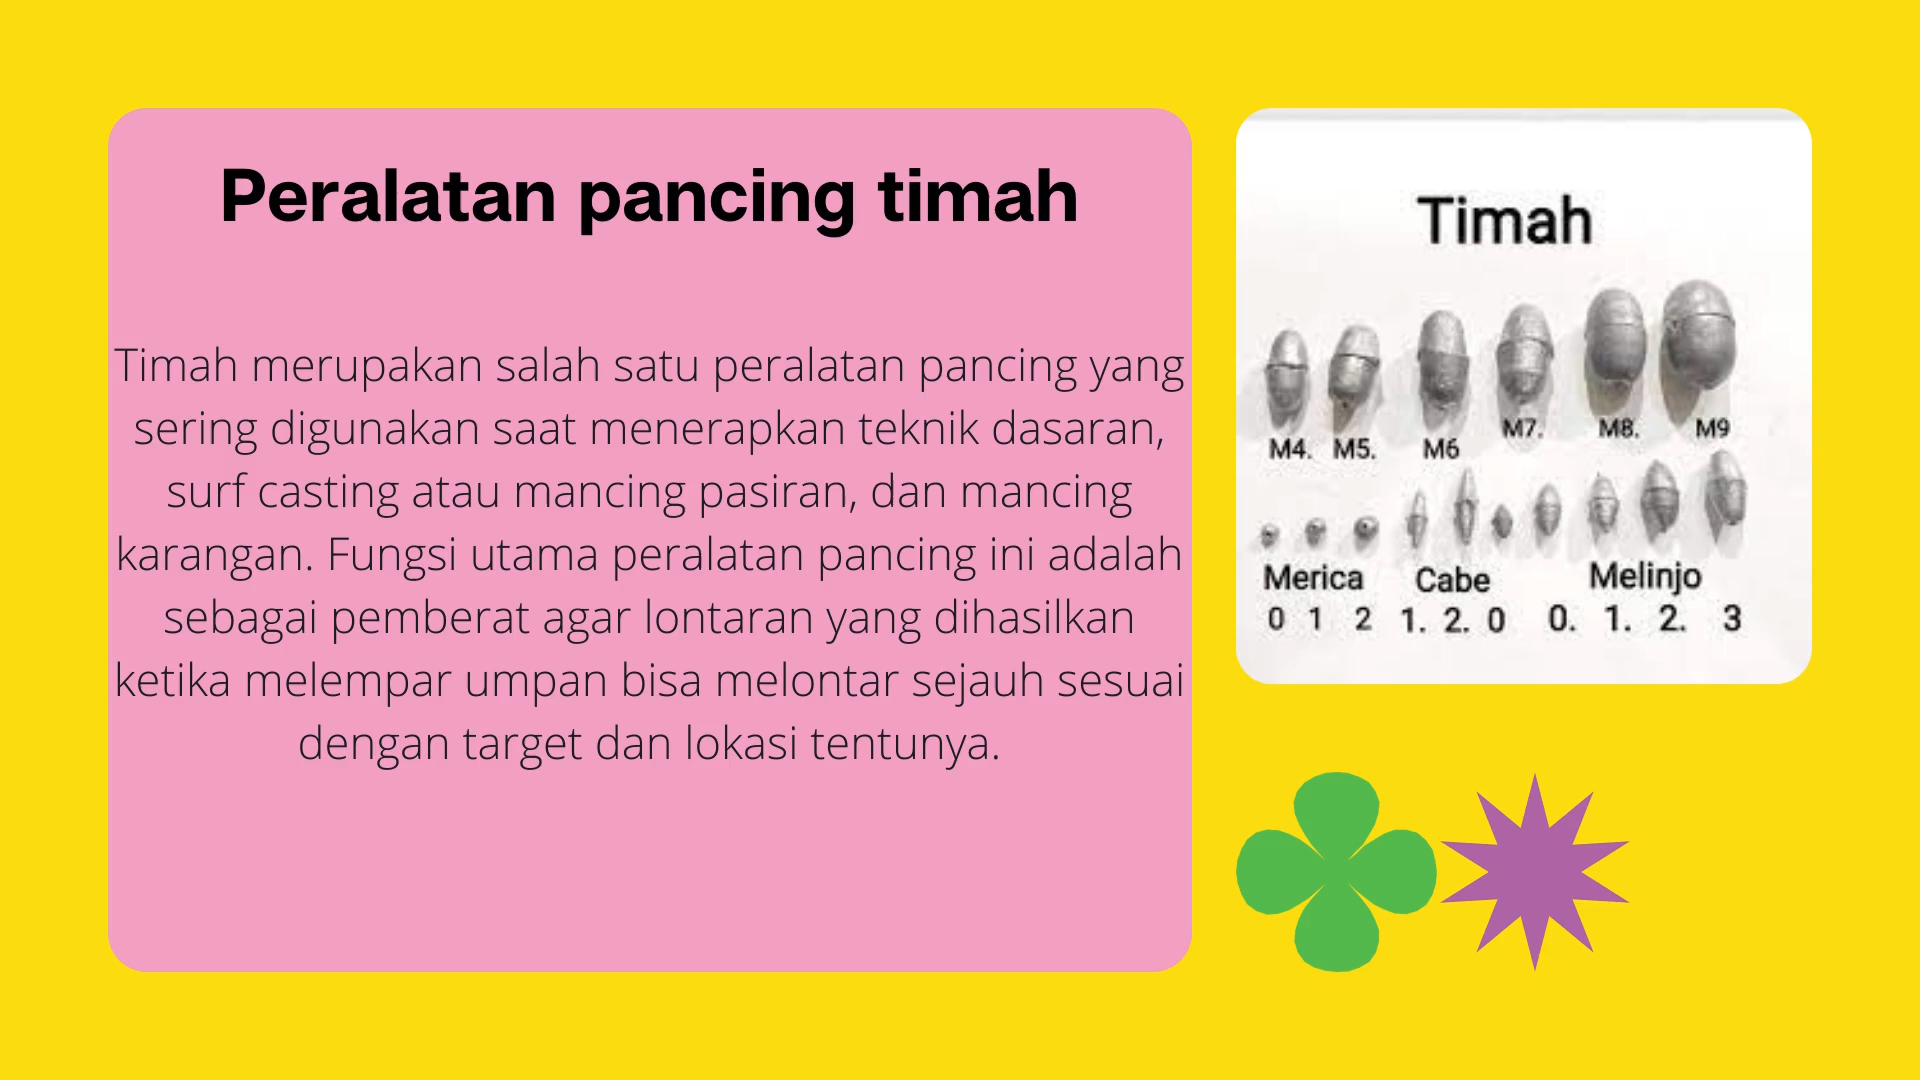 Peralatan pancing timah
Timah merupakan salah satu peralatan pancing yang
sering digunakan saat menerapkan teknik dasaran,
surf casting atau mancing pasiran, dan mancing
karangan. Fungsi utama peralatan pancing ini adalah
sebagai pemberat agar lontaran yang dihasilkan
ketika melempar umpan bisa melontar sejauh sesuai
dengan target dan lokasi tentunya.
Timah
M4. M5. M6 M7. M8. M9
Merica Cabe Melinjo
0 1 2 1. 2. 0 0. 1. 2. 3